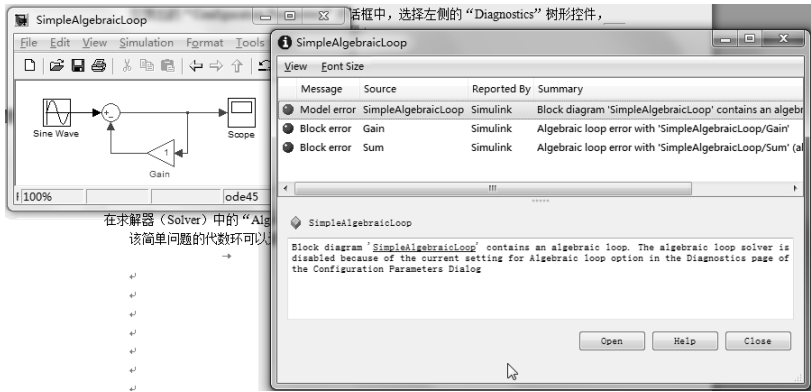 SimpleAlgebraicLoop
话框中，选择左侧的“Diagnostics”树形控件，
File Edit View Simulation Format Tools
Sine Wave
1
Gain
Scope
100%
ode45
在求解器（Solver）中的“Alg
该简单问题的代数环可以
SimpleAlgebraicLoop
View Font Size
Message Source Reported By Summary
Model error SimpleAlgebraicLoop Simulink Block diagram 'SimpleAlgebraicLoop' contains an algebr
Block error Gain Simulink Algebraic loop error with 'SimpleAlgebraicLoop/Gain'
Block error Sum Simulink Algebraic loop error with 'SimpleAlgebraicLoop/Sum' (al
SimpleAlgebraicLoop
Block diagram 'SimpleAlgebraicLoop' contains an algebraic loop. The algebraic loop solver is
disabled because of the current setting for Algebraic loop option in the Diagnostics page of
the Configuration Parameters Dialog
Open Help Close